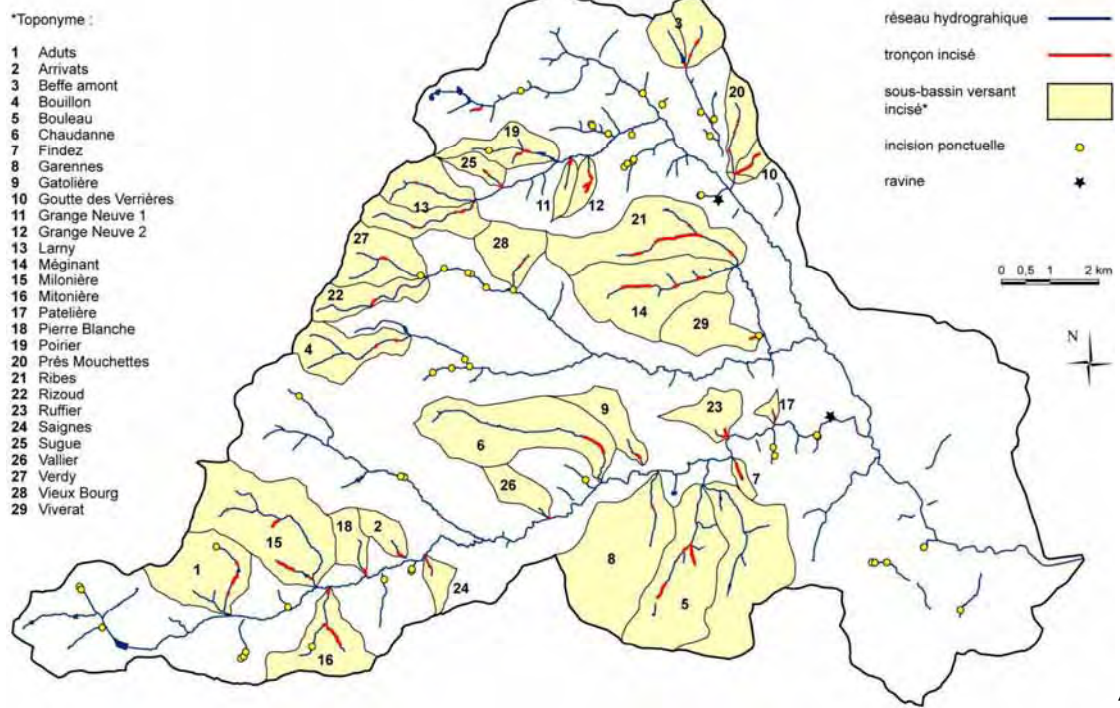 *Toponyme :
1 Aduts
2 Arrivats
3 Beffe amont
4 Bouillon
5 Bouleau
6 Chaudanne
7 Findez
8 Garennes
9 Gatolière
10 Goutte des Verrières
11 Grange Neuve 1
12 Grange Neuve 2
13 Larny
14 Méginant
15 Milonière
16 Mitonière
17 Patelière
18 Pierre Blanche
19 Poirier
20 Prés Mouchettes
21 Ribes
22 Rizoud
23 Ruffier
24 Saignes
25 Sugue
26 Vallier
27 Verdy
28 Vieux Bourg
29 Viverat
réseau hydrograhique
tronçon incisé
sous-bassin versant
incisé*
incision ponctuelle
ravine
0 0,5 1 2 km
N
3
20
19
25
10
13
11
12
21
27
28
22
14
29
4
9
23
17
6
7
26
18
2
15
8
1
24
5
16